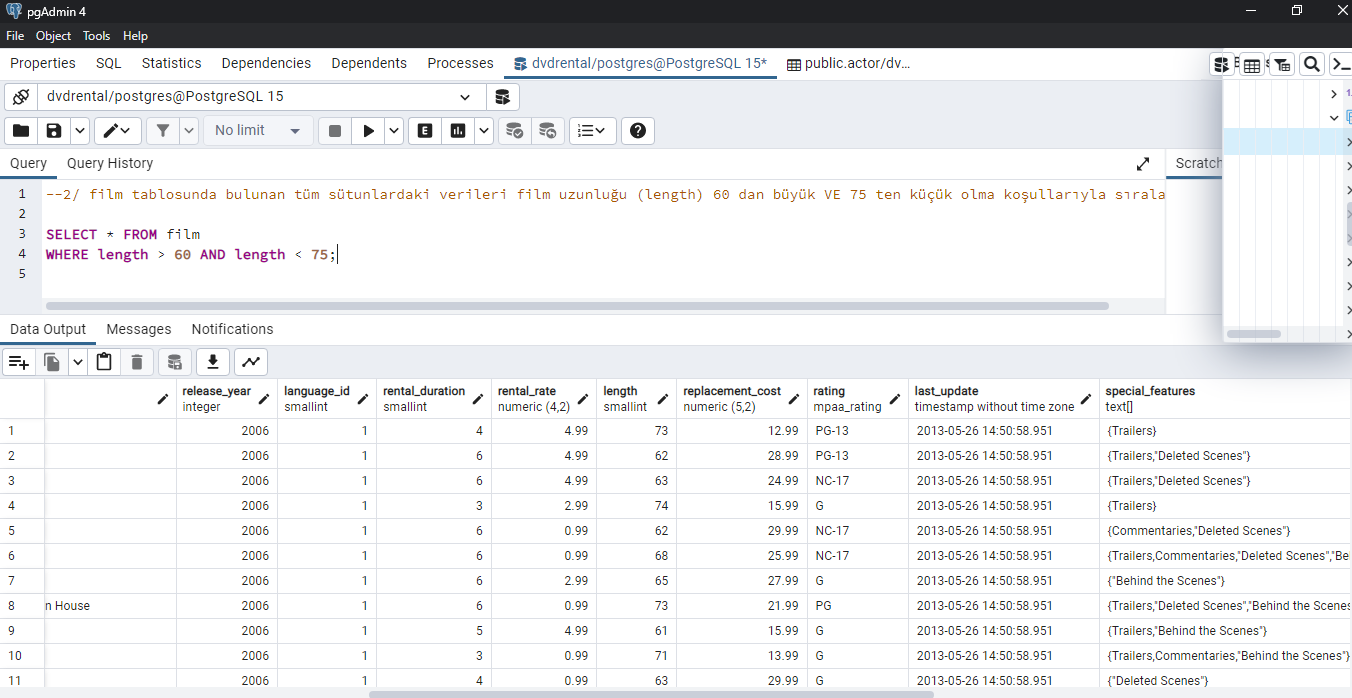 pgAdmin 4
File Object Tools Help
Properties SQL Statistics Dependencies Dependents Processes dvdrental/postgres@PostgreSQL 15* public.actor/dv...
dvdrental/postgres@PostgreSQL 15
No limit
Query Query History Scratch
1 --2/ film tablosunda bulunan tüm sütunlardaki verileri film uzunluğu (length) 60 dan büyük VE 75 ten küçük olma koşullarıyla sırala
2
3 SELECT * FROM film
4 WHERE length > 60 AND length < 75;
5
Data Output Messages Notifications
release_year language_id rental_duration rental_rate length replacement_cost rating last_update special_features
integer smallint smallint numeric (4,2) smallint numeric (5,2) mpaa_rating timestamp without time zone text[]
1 2006 1 4 4.99 73 12.99 PG-13 2013-05-26 14:50:58.951 {Trailers}
2 2006 1 6 4.99 62 28.99 PG-13 2013-05-26 14:50:58.951 {Trailers,"Deleted Scenes"}
3 2006 1 6 4.99 63 24.99 NC-17 2013-05-26 14:50:58.951 {Trailers,"Deleted Scenes"}
4 2006 1 3 2.99 74 15.99 G 2013-05-26 14:50:58.951 {Trailers}
5 2006 1 6 0.99 62 29.99 NC-17 2013-05-26 14:50:58.951 {Commentaries,"Deleted Scenes"}
6 2006 1 6 0.99 68 25.99 NC-17 2013-05-26 14:50:58.951 {Trailers,Commentaries,"Deleted Scenes","Be
7 2006 1 6 2.99 65 27.99 G 2013-05-26 14:50:58.951 {"Behind the Scenes"}
8 n House 2006 1 6 0.99 73 21.99 PG 2013-05-26 14:50:58.951 {Trailers,"Deleted Scenes","Behind the Scenes
9 2006 1 5 4.99 61 15.99 G 2013-05-26 14:50:58.951 {Trailers,"Behind the Scenes"}
10 2006 1 3 0.99 71 13.99 G 2013-05-26 14:50:58.951 {Trailers,Commentaries,"Behind the Scenes"}
11 2006 1 4 0.99 63 29.99 G 2013-05-26 14:50:58.951 {"Deleted Scenes"}